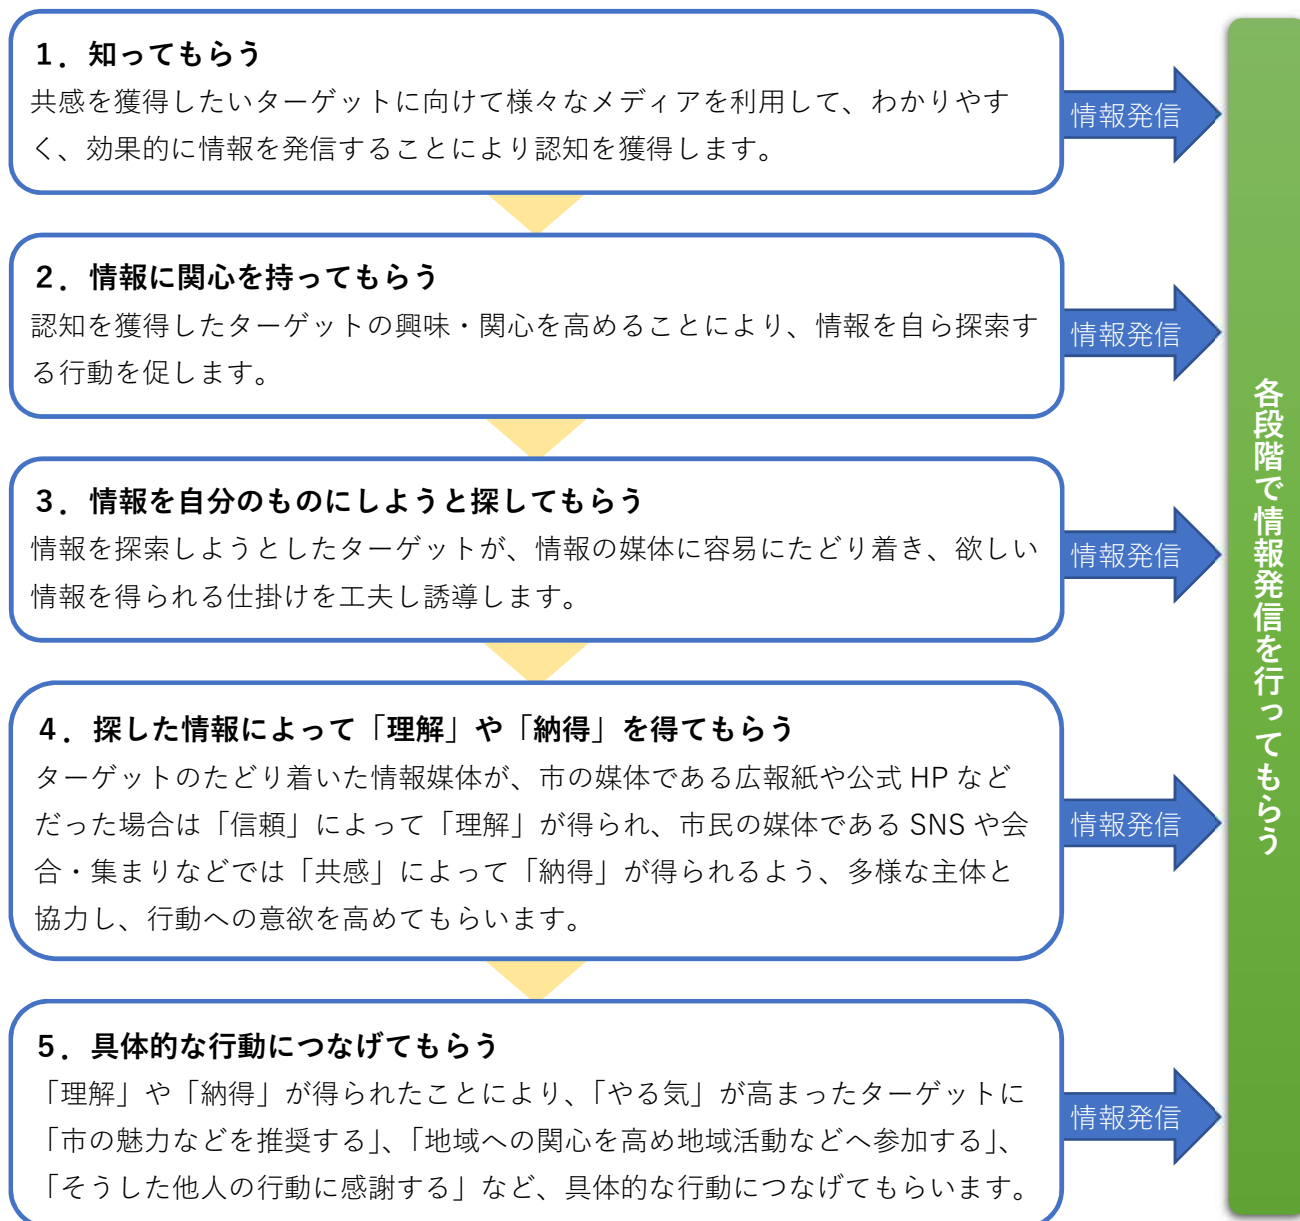 1．知ってもらう
共感を獲得したいターゲットに向けて様々なメディアを利用して、わかりやす
く、効果的に情報を発信することにより認知を獲得します。
情報発信
2．情報に関心を持ってもらう
認知を獲得したターゲットの興味・関心を高めることにより、情報を自ら探索す
る行動を促します。
情報発信
3．情報を自分のものにしようと探してもらう
情報を探索しようとしたターゲットが、情報の媒体に容易にたどり着き、欲しい
情報を得られる仕掛けを工夫し誘導します。
情報発信
4．探した情報によって「理解」や「納得」を得てもらう
ターゲットのたどり着いた情報媒体が、市の媒体である広報紙や公式 HP など
だった場合は「信頼」によって「理解」が得られ、市民の媒体である SNS や会
合・集まりなどでは「共感」によって「納得」が得られるよう、多様な主体と
協力し、行動への意欲を高めてもらいます。
情報発信
5．具体的な行動につなげてもらう
「理解」や「納得」が得られたことにより、「やる気」が高まったターゲットに
「市の魅力などを推奨する」、「地域への関心を高め地域活動などへ参加する」、
「そうした他人の行動に感謝する」など、具体的な行動につなげてもらいます。
情報発信
各段階で情報発信を行ってもらう